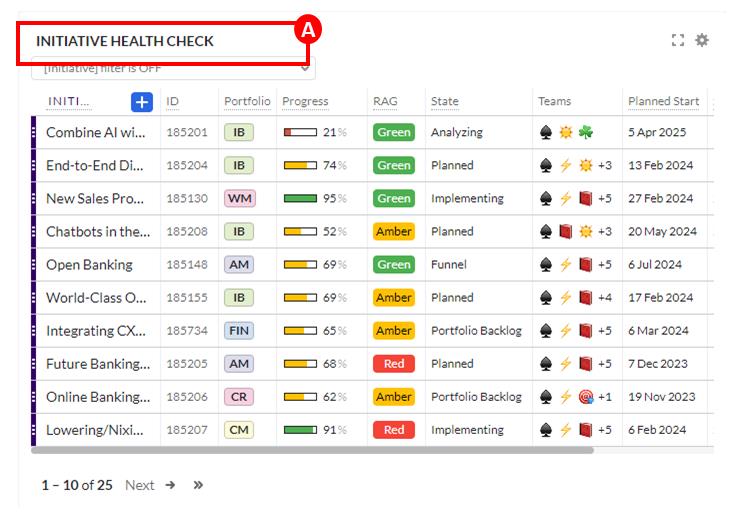 A
INITIATIVE HEALTH CHECK
[Initiative] filter is OFF
INITI... + ID Portfolio Progress RAG State Teams Planned Start
Combine AI wi... 185201 IB 21% Green Analyzing 5 Apr 2025
End-to-End Di... 185204 IB 74% Green Planned +3 13 Feb 2024
New Sales Pro... 185130 WM 95% Green Implementing +5 27 Feb 2024
Chatbots in the... 185208 IB 52% Amber Planned +3 20 May 2024
Open Banking 185148 AM 69% Green Funnel +5 6 Jul 2024
World-Class O... 185155 IB 69% Amber Planned +4 17 Feb 2024
Integrating CX... 185734 FIN 65% Amber Portfolio Backlog +5 6 Mar 2024
Future Banking... 185205 AM 68% Red Planned +5 7 Dec 2023
Online Banking... 185206 CR 62% Amber Portfolio Backlog +1 19 Nov 2023
Lowering/Nixi... 185207 CM 91% Red Implementing +5 6 Feb 2024
1 – 10 of 25 Next → »